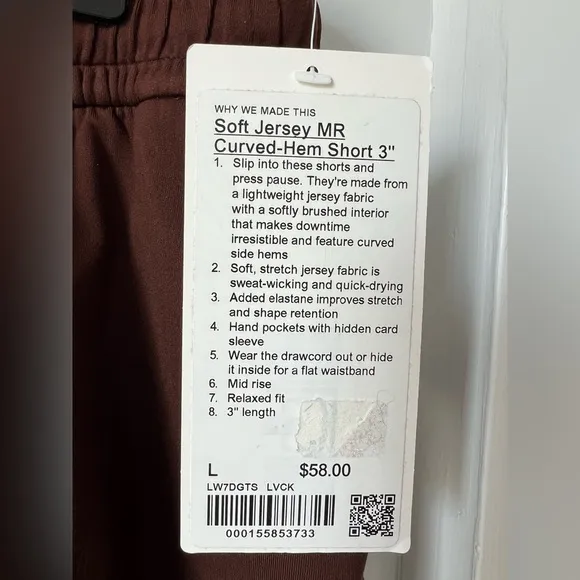 WHY WE MADE THIS
Soft Jersey MR
Curved-Hem Short 3"
1. Slip into these shorts and
press pause. They're made from
a lightweight jersey fabric
with a softly brushed interior
that makes downtime
irresistible and feature curved
side hems
2. Soft, stretch jersey fabric is
sweat-wicking and quick-drying
3. Added elastane improves stretch
and shape retention
4. Hand pockets with hidden card
sleeve
5. Wear the drawcord out or hide
it inside for a flat waistband
6. Mid rise
7. Relaxed fit
8. 3" length
L $58.00
LW7DGTS LVCK
000155853733